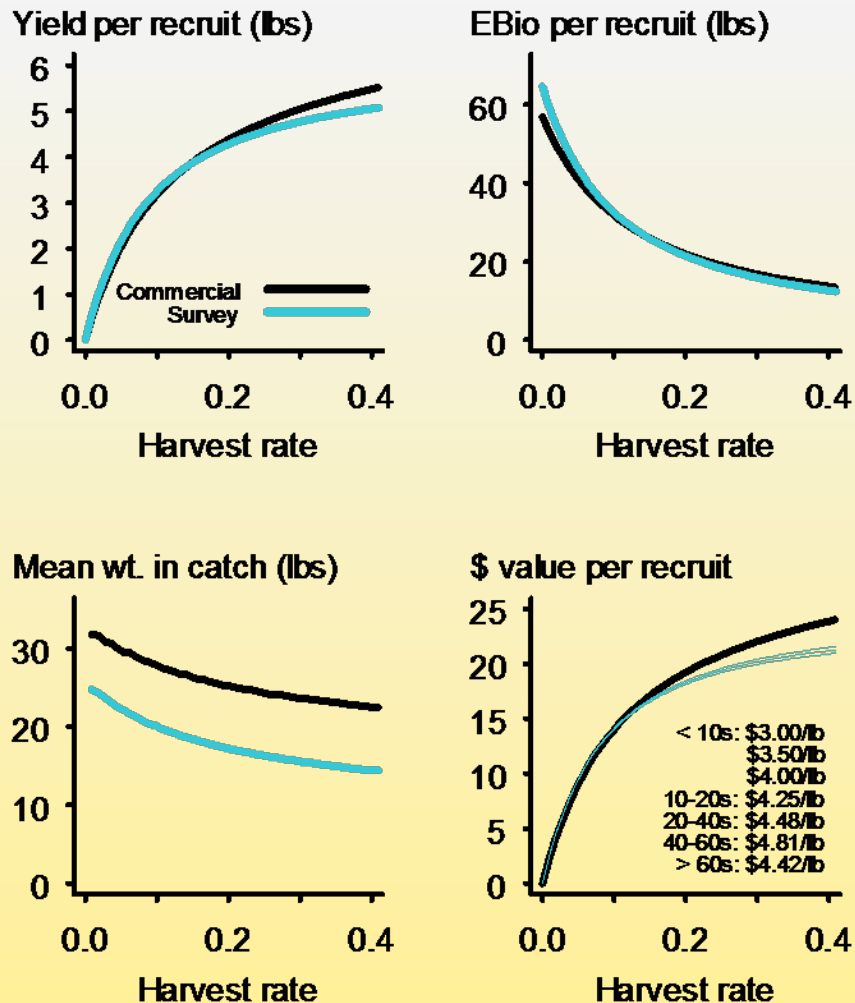 Yield per recruit (lbs)
6
5
4
3
2
1
0
Commercial
Survey
0.0 0.2 0.4
Harvest rate
EBio per recruit (lbs)
60
40
20
0
0.0 0.2 0.4
Harvest rate
Mean wt. in catch (lbs)
30
20
10
0
0.0 0.2 0.4
Harvest rate
$ value per recruit
25
20
15
10
5
0
< 10s: $3.00/lb
$3.50/lb
$4.00/lb
10-20s: $4.25/lb
20-40s: $4.48/lb
40-60s: $4.81/lb
> 60s: $4.42/lb
0.0 0.2 0.4
Harvest rate